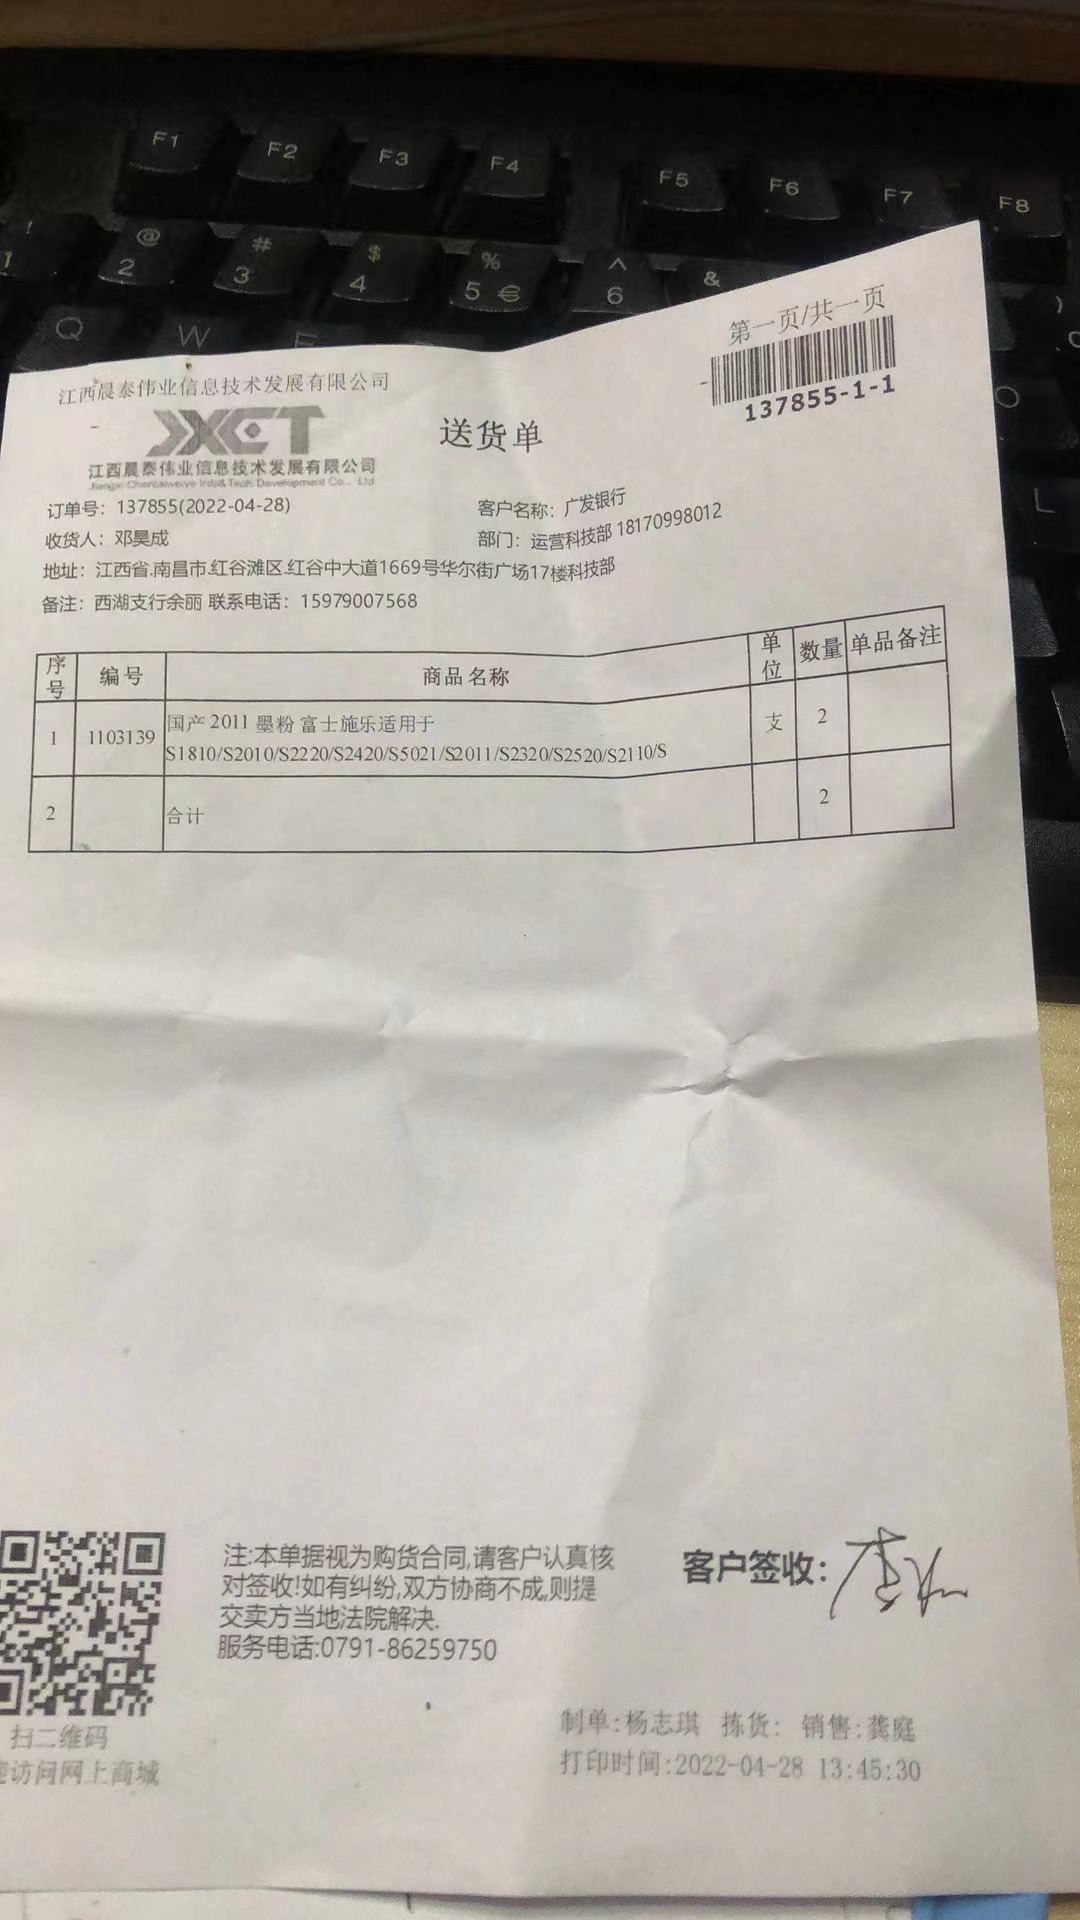 F1 F2 F3 F4 F5 F6 F7 F8
! @ # $ % ^ &
1 2 3 4 5 € 6
Q W E
O
L
第一页/共一页
137855-1-1
江西晨泰伟业信息技术发展有限公司
JXCT
送货单
江西晨泰伟业信息技术发展有限公司
订单号：137855(2022-04-28) 客户名称：广发银行
收货人：邓昊成 部门：运营科技部 18170998012
地址：江西省.南昌市.红谷滩区.红谷中大道1669号华尔街广场17楼科技部
备注：西湖支行余丽 联系电话：15979007568
序号 编号 商品名称 单位 数量 单品备注
1 1103139 国产 2011 墨粉 富士施乐适用于 支 2
S1810/S2010/S2220/S2420/S5021/S2011/S2320/S2520/S2110/S
2 合计 2
注:本单据视为购货合同,请客户认真核
对签收!如有纠纷,双方协商不成,则提
交卖方当地法院解决.
服务电话:0791-86259750
客户签收:
扫二维码
访问网上商城
制单:杨志琪 拣货: 销售:龚庭
打印时间:2022-04-28 13:45:30